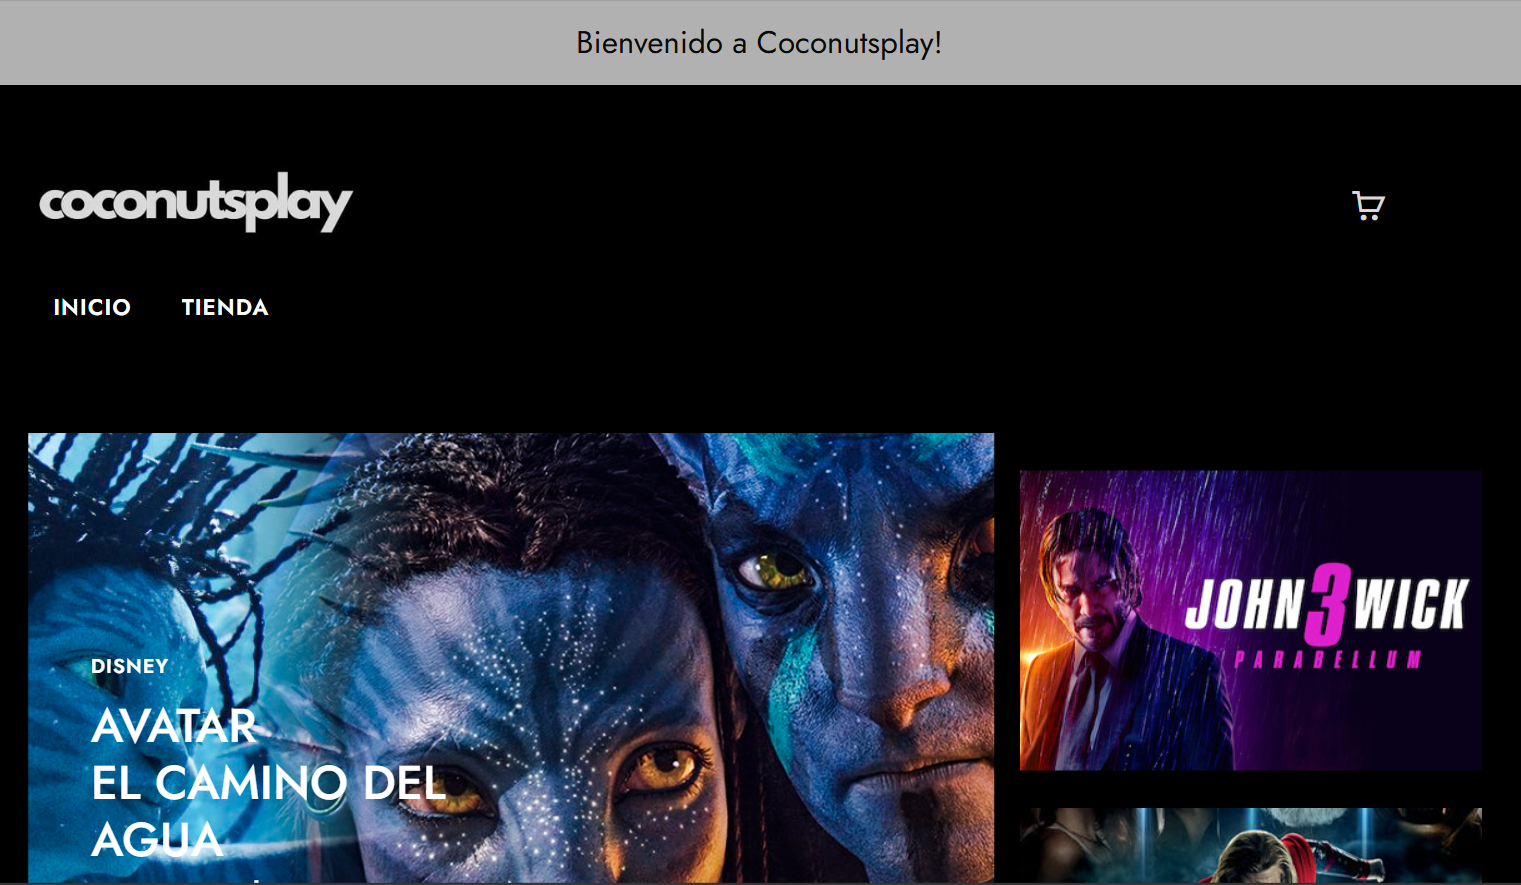 Bienvenido a Coconutsplay!
coconutsplay
INICIO TIENDA
DISNEY
AVATAR
EL CAMINO DEL
AGUA
JOHN 3 WICK
PARABELLUM